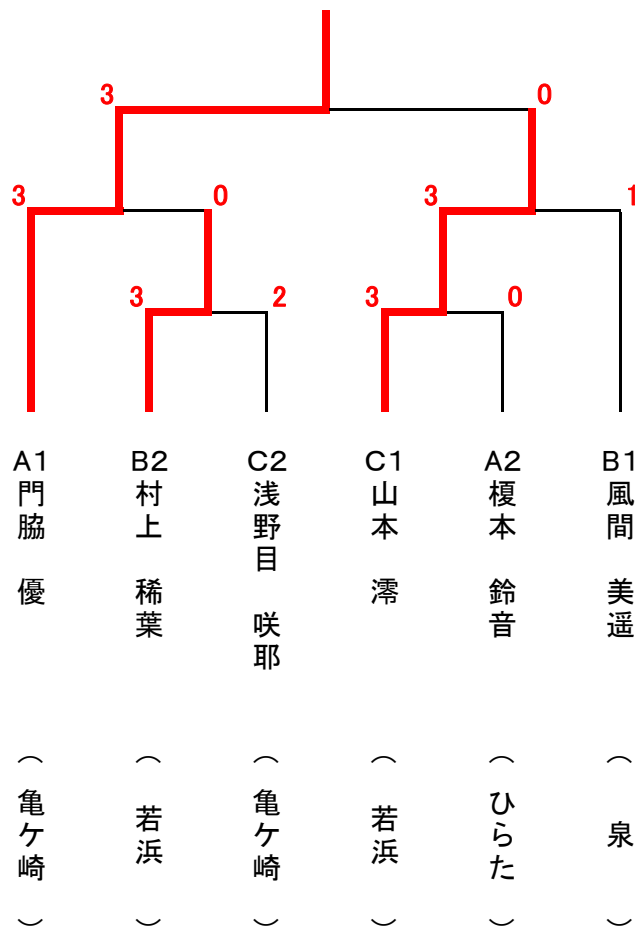 3
0
3
0
3
1
3
2
3
0
A1
門脇 優
(亀ケ崎)
B2
村上 稀葉
(若浜)
C2
浅野目 咲耶
(亀ケ崎)
C1
山本 澪
(若浜)
A2
榎本 鈴音
(ひらた)
B1
風間 美遥
(泉)